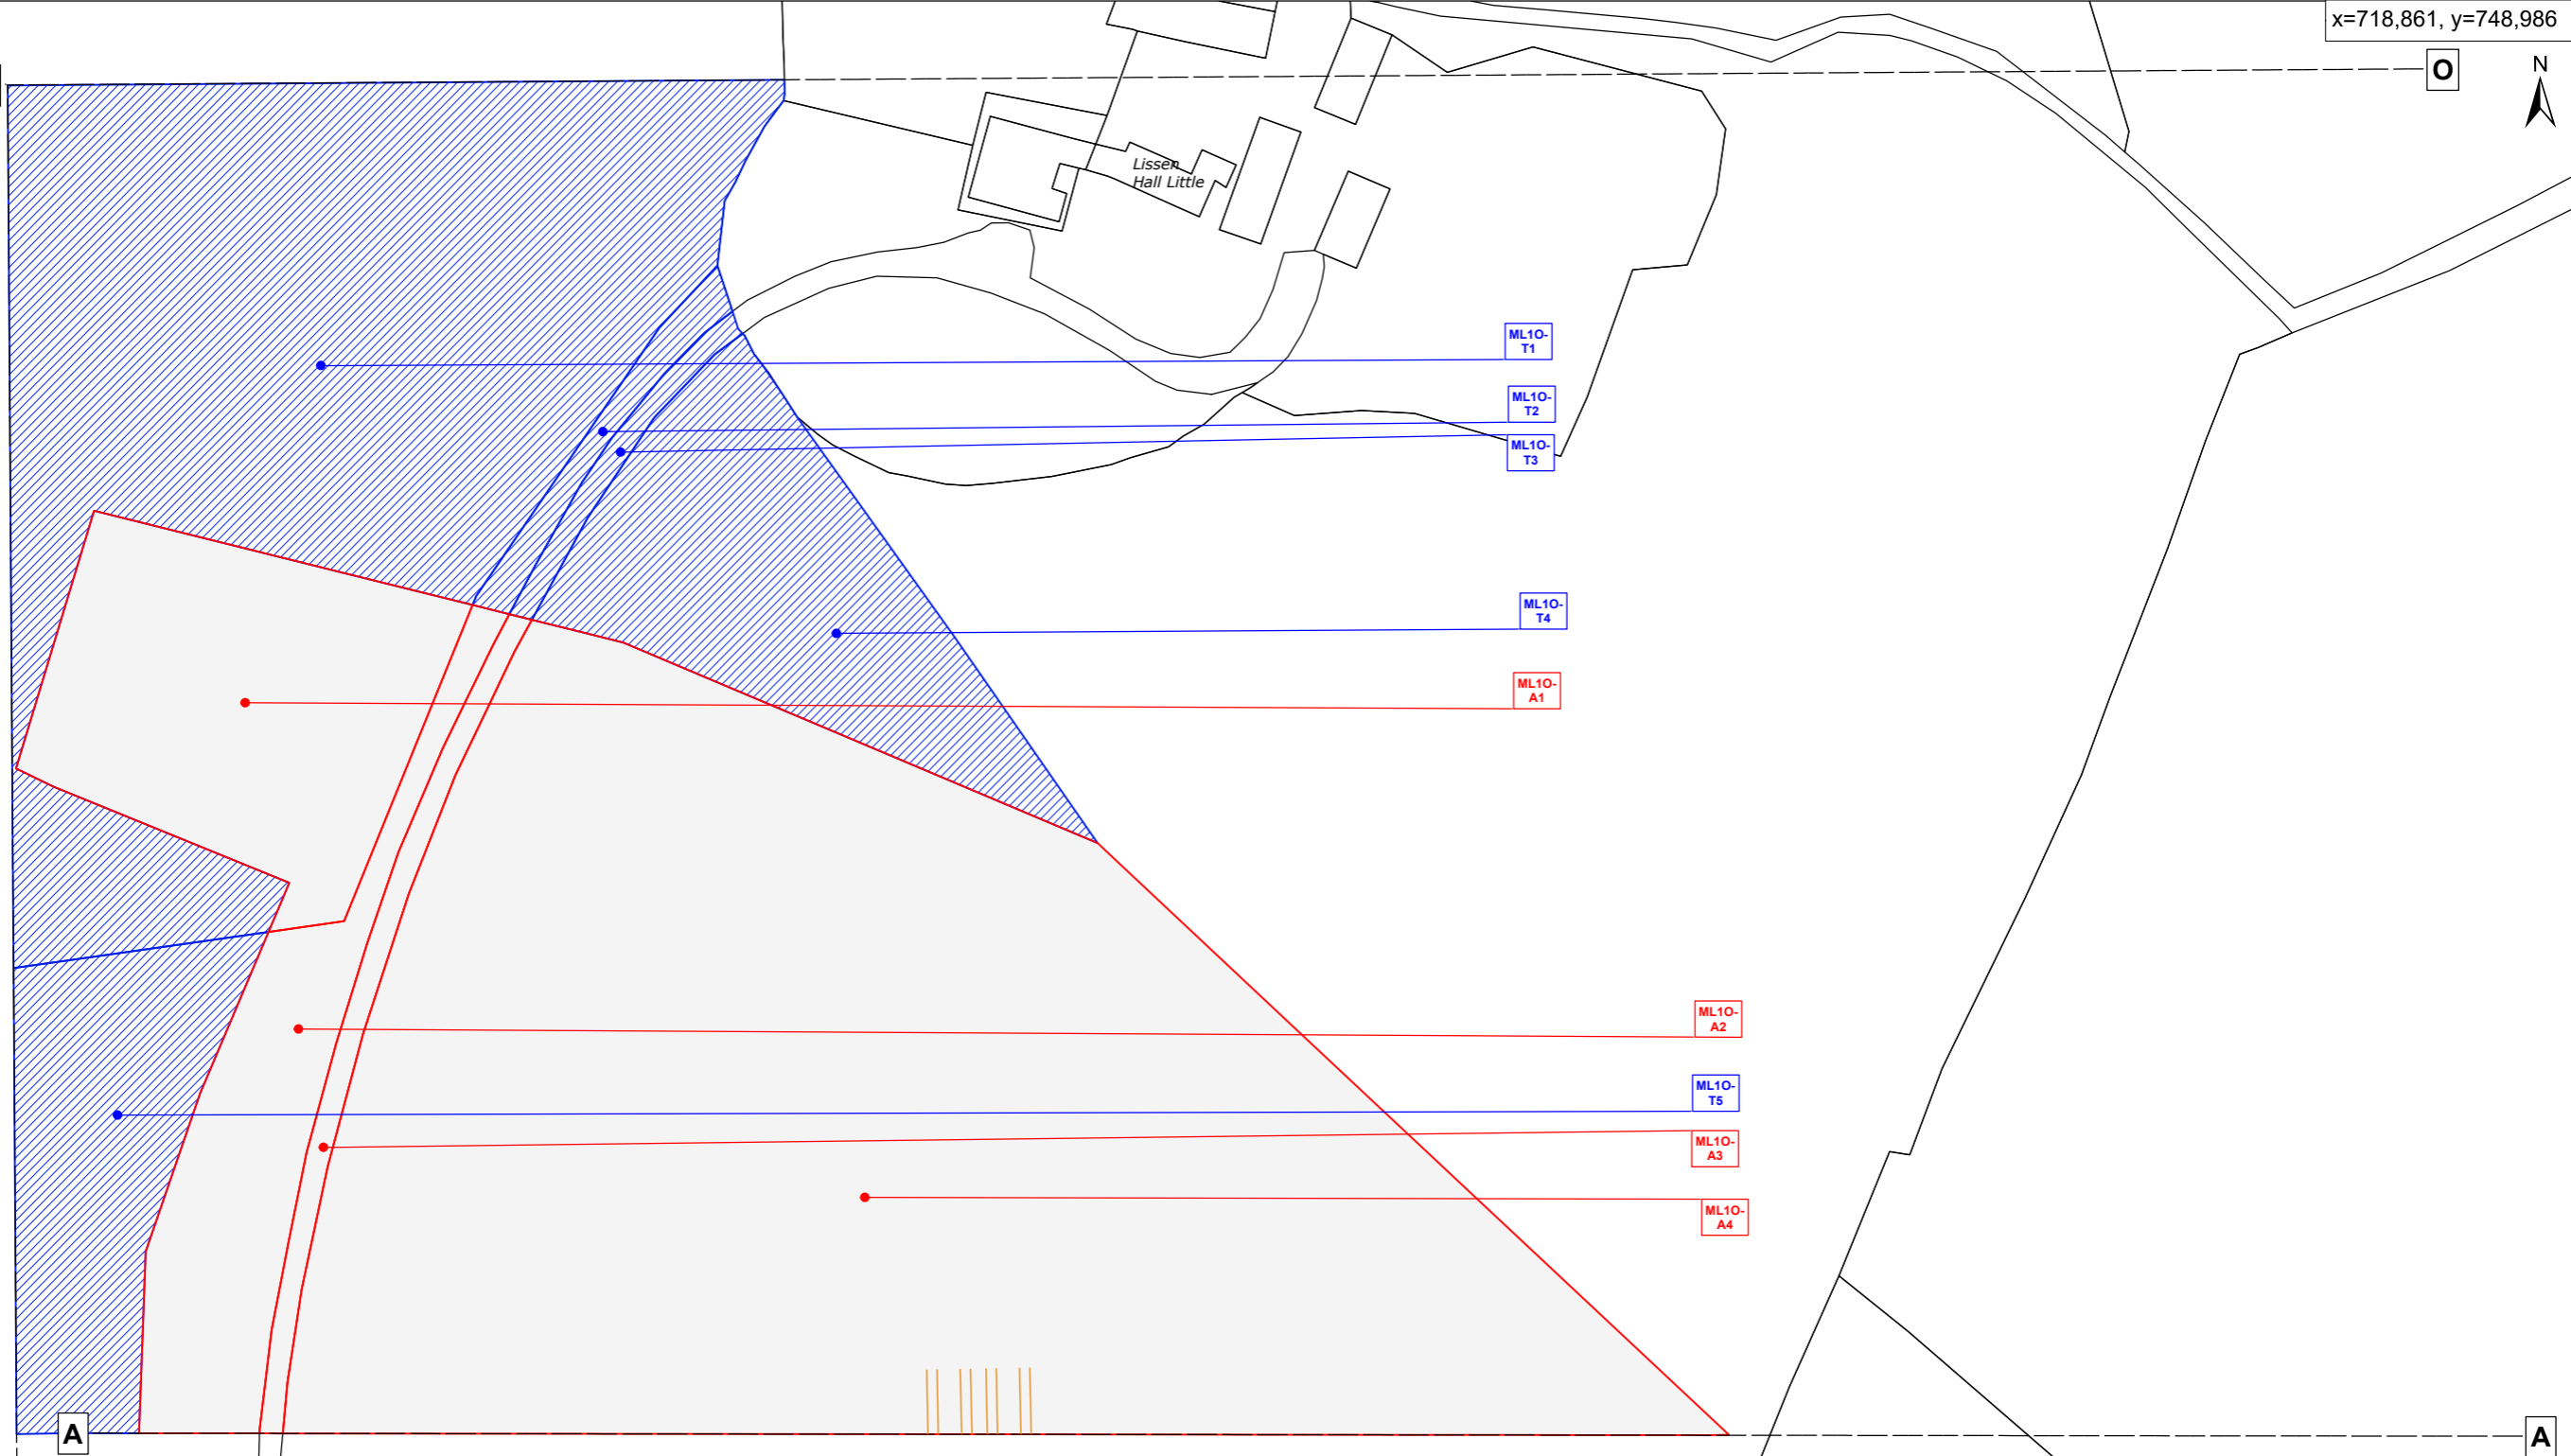 x=718,861, y=748,986
O
N
Lissen
Hall Little
ML1O-
T1
ML1O-
T2
ML1O-
T3
ML1O-
T4
ML1O-
A1
ML1O-
A2
ML1O-
T5
ML1O-
A3
ML1O-
A4
A
A